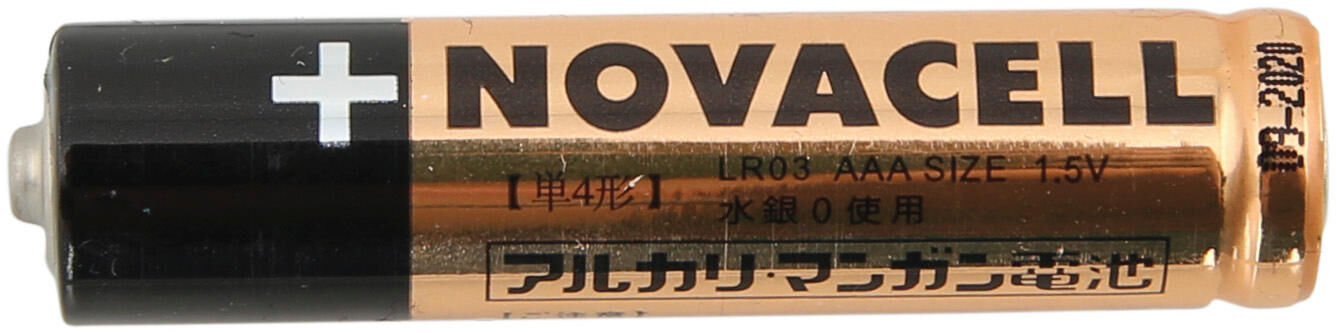 NOVACELL
03-2020
LR03 AAA SIZE 1.5V
【単4形】
水銀0使用
アルカリ·マンガン電池